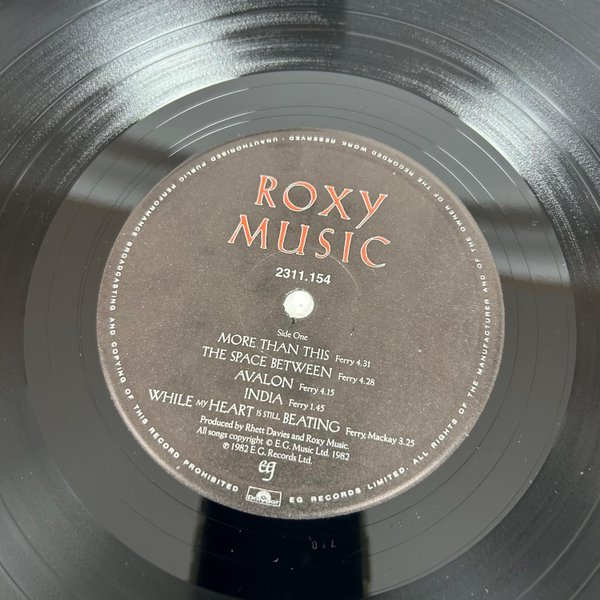 ROXY
MUSIC
2311.154
Side One
MORE THAN THIS Ferry 4.31
THE SPACE BETWEEN Ferry 4.28
AVALON Ferry 4.15
INDIA Ferry 1.45
WHILE MY HEART IS STILL BEATING Ferry, Mackay 3.25
Produced by Rhett Davies and Roxy Music.
All songs copyright © E.G. Music Ltd. 1982
℗ 1982 E.G. Records Ltd.
eg
Polydor
EG RECORDS LIMITED. ALL RIGHTS OF THE MANUFACTURER AND OF THE OWNER OF THE RECORDED WORK RESERVED · UNAUTHORISED PUBLIC PERFORMANCE BROADCASTING AND COPYING OF THIS RECORD PROHIBITED